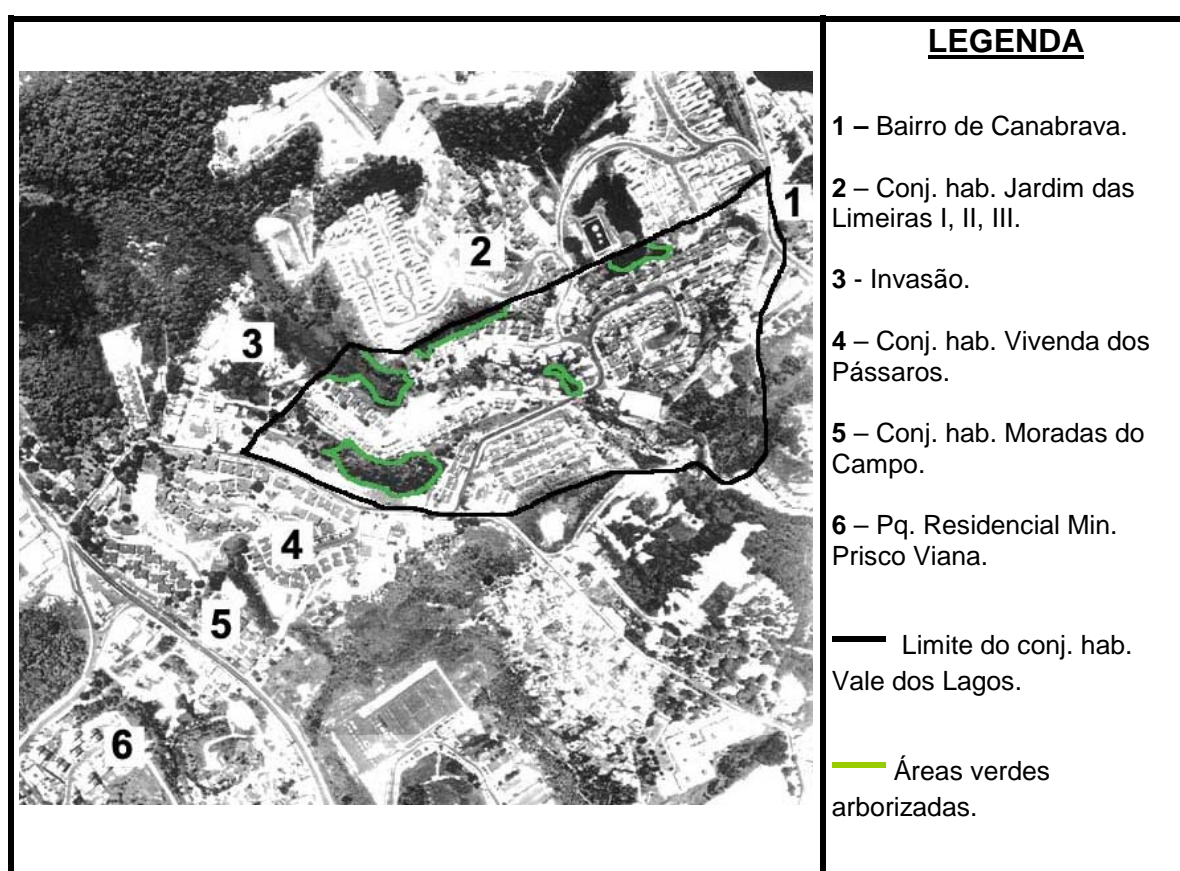 LEGENDA
1 – Bairro de Canabrava.
2 – Conj. hab. Jardim das
Limeiras I, II, III.
3 - Invasão.
4 – Conj. hab. Vivenda dos
Pássaros.
5 – Conj. hab. Moradas do
Campo.
6 – Pq. Residencial Min.
Prisco Viana.
Limite do conj. hab.
Vale dos Lagos.
Áreas verdes
arborizadas.
1
2
3
4
5
6